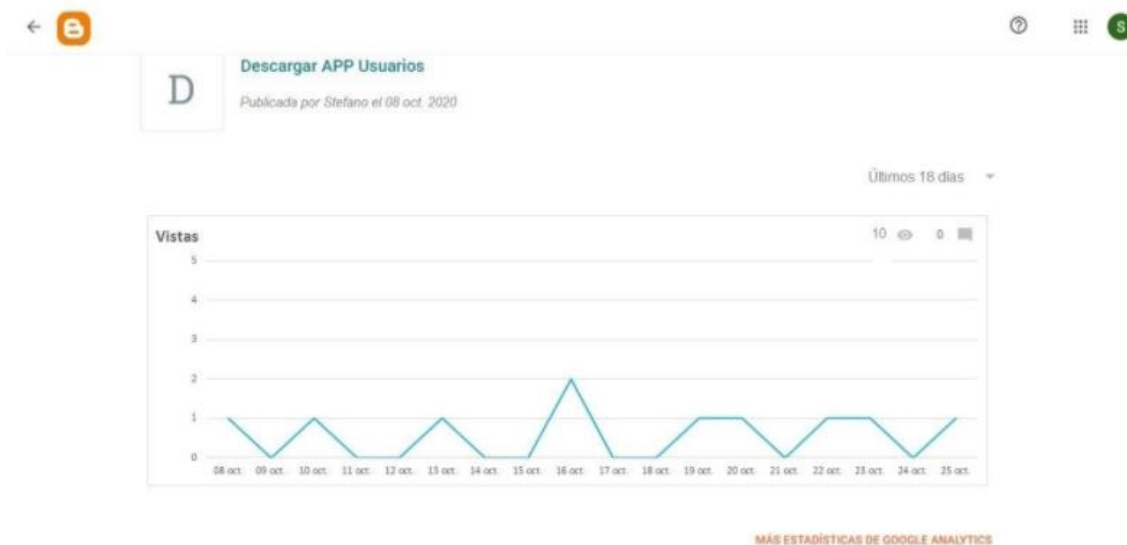 S
Descargar APP Usuarios
D
Publicada por Stefano el 08 oct. 2020
Últimos 18 días
Vistas
10
0
5
4
3
2
1
0
08 oct. 09 oct. 10 oct. 11 oct. 12 oct. 13 oct. 14 oct. 15 oct. 16 oct. 17 oct. 18 oct. 19 oct. 20 oct. 21 oct. 22 oct. 23 oct. 24 oct. 25 oct.
MÁS ESTADÍSTICAS DE GOOGLE ANALYTICS